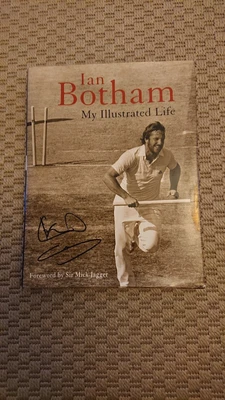 Ian
Botham
My Illustrated Life
Foreword by Sir Mick Jagger